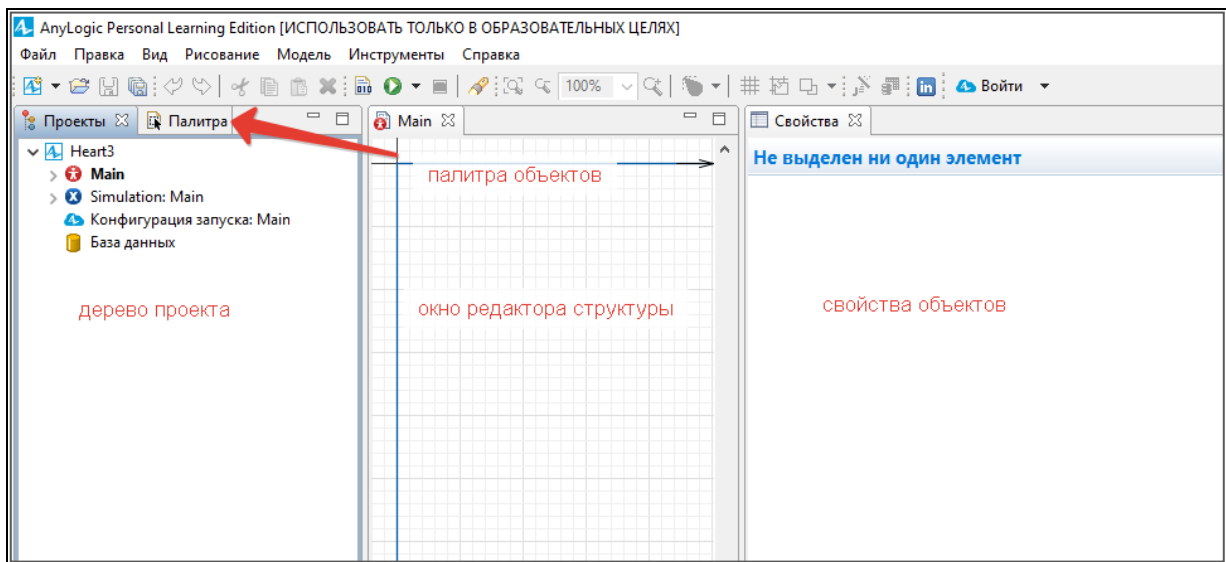 AnyLogic Personal Learning Edition [ИСПОЛЬЗОВАТЬ ТОЛЬКО В ОБРАЗОВАТЕЛЬНЫХ ЦЕЛЯХ]
Файл Правка Вид Рисование Модель Инструменты Справка
100% in Войти
Проекты Палитра Main Свойства
Heart3
Main
Simulation: Main
Конфигурация запуска: Main
База данных
дерево проекта
палитра объектов
окно редактора структуры
Не выделен ни один элемент
свойства объектов